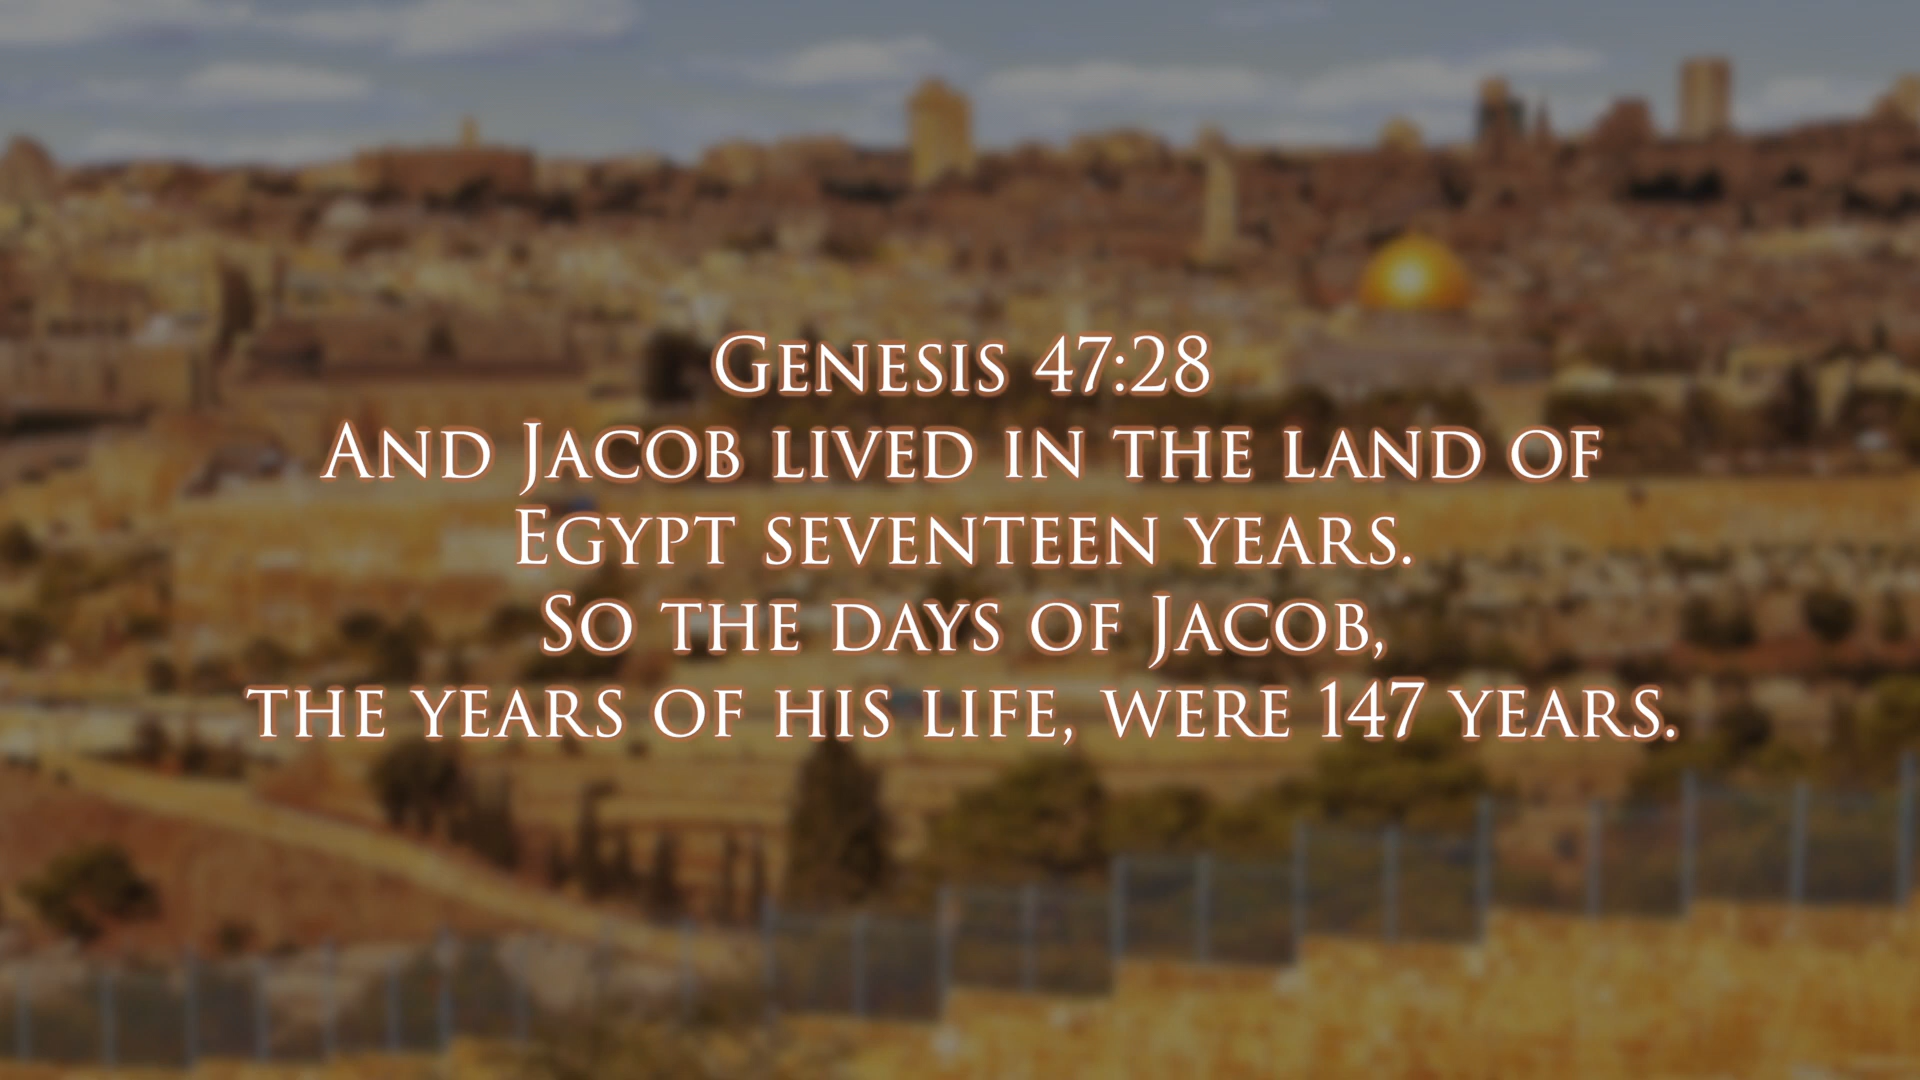 Genesis 47:28
And Jacob lived in the land of
Egypt seventeen years.
So the days of Jacob,
the years of his life, were 147 years.